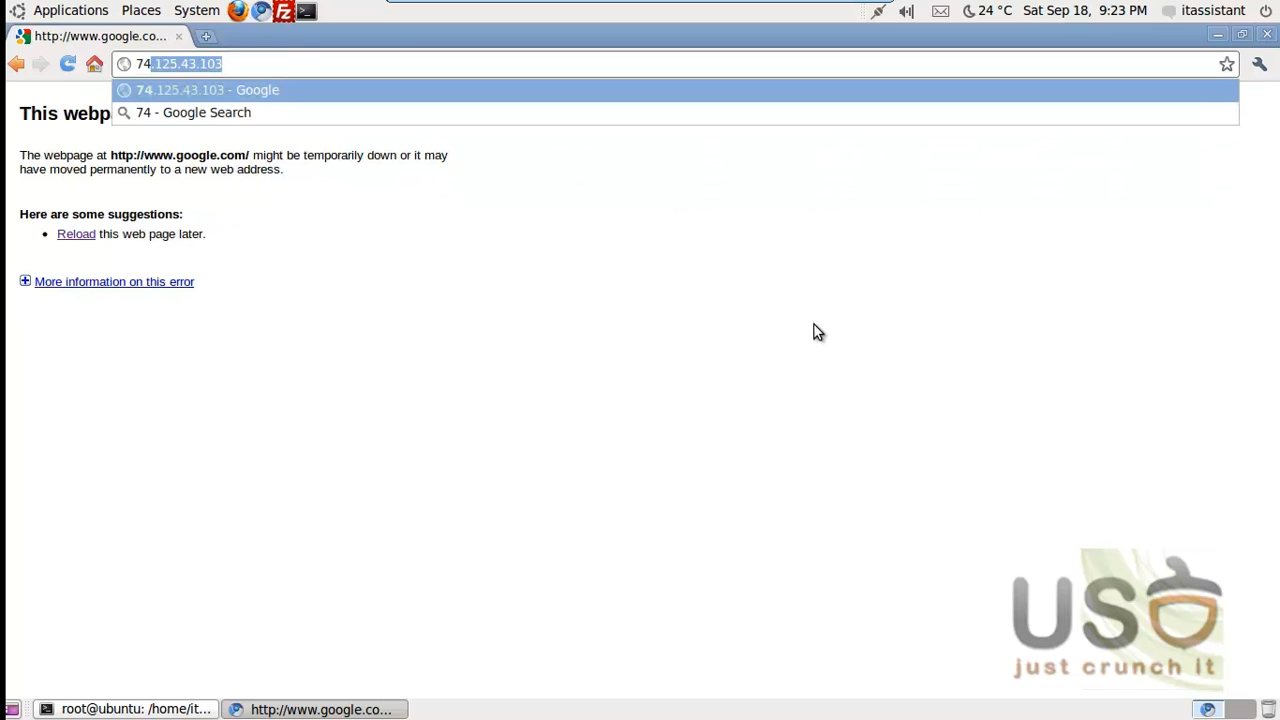 Applications Places System 24 °C Sat Sep 18, 9:23 PM itassistant
http://www.google.co...
74.125.43.103
74.125.43.103 - Google
74 - Google Search
This webp
The webpage at http://www.google.com/ might be temporarily down or it may
have moved permanently to a new web address.
Here are some suggestions:
Reload this web page later.
More information on this error
USO
just crunch it
root@ubuntu: /home/it... http://www.google.co...